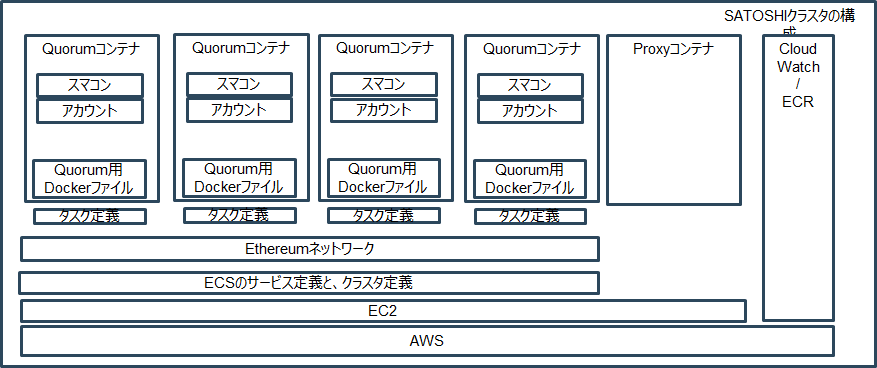 SATOSHIクラスタの構
成
Quorumコンテナ
スマコン
アカウント
Quorum用
Dockerファイル
タスク定義
Quorumコンテナ
スマコン
アカウント
Quorum用
Dockerファイル
タスク定義
Quorumコンテナ
スマコン
アカウント
Quorum用
Dockerファイル
タスク定義
Quorumコンテナ
スマコン
アカウント
Quorum用
Dockerファイル
タスク定義
Proxyコンテナ
Cloud
Watch
/
ECR
Ethereumネットワーク
ECSのサービス定義と、クラスタ定義
EC2
AWS